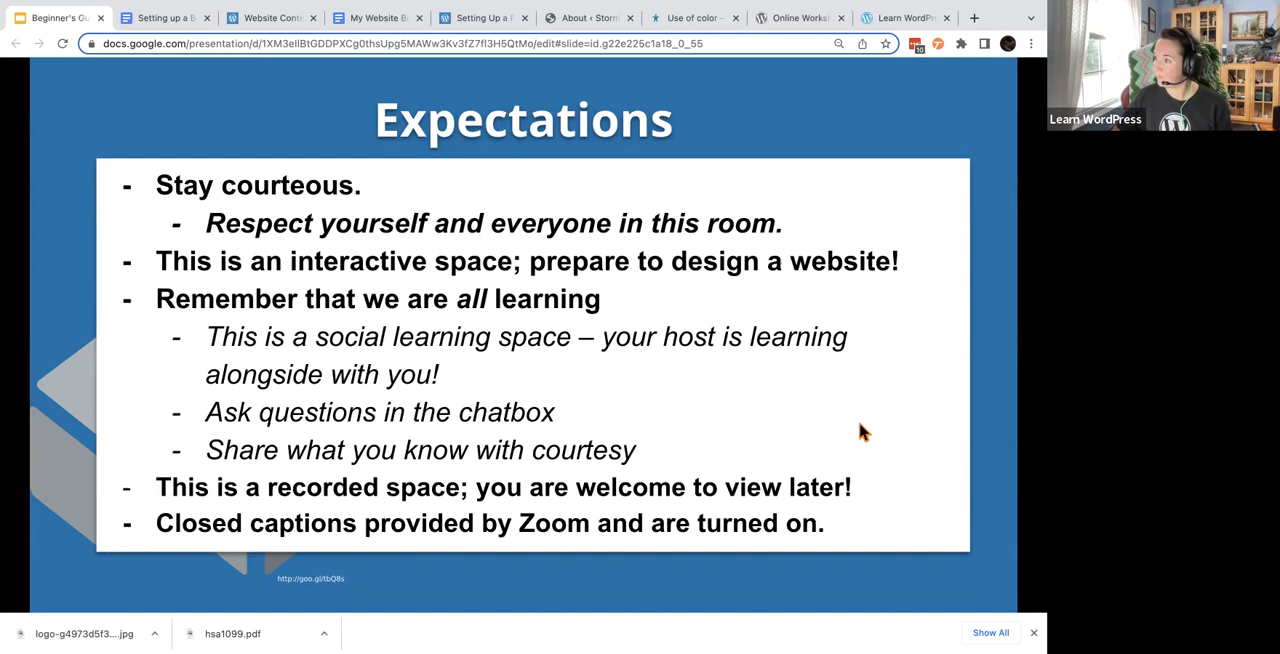 Beginner's Gu
Setting up a B
Website Cont
My Website B
Setting Up a F
About ‹ Storm
Use of color –
Online Works
Learn WordPr
docs.google.com/presentation/d/1XM3eIlBtGDDPXCg0thsUpg5MAWw3Kv3fZ7fl3H5QtMo/edit#slide=id.g22e225c1a18_0_55
10
Learn WordPress
Expectations
- Stay courteous.
- Respect yourself and everyone in this room.
- This is an interactive space; prepare to design a website!
- Remember that we are all learning
- This is a social learning space – your host is learning
alongside with you!
- Ask questions in the chatbox
- Share what you know with courtesy
- This is a recorded space; you are welcome to view later!
- Closed captions provided by Zoom and are turned on.
http://goo.gl/tbQ8s
logo-g4973d5f3....jpg
hsa1099.pdf
Show All